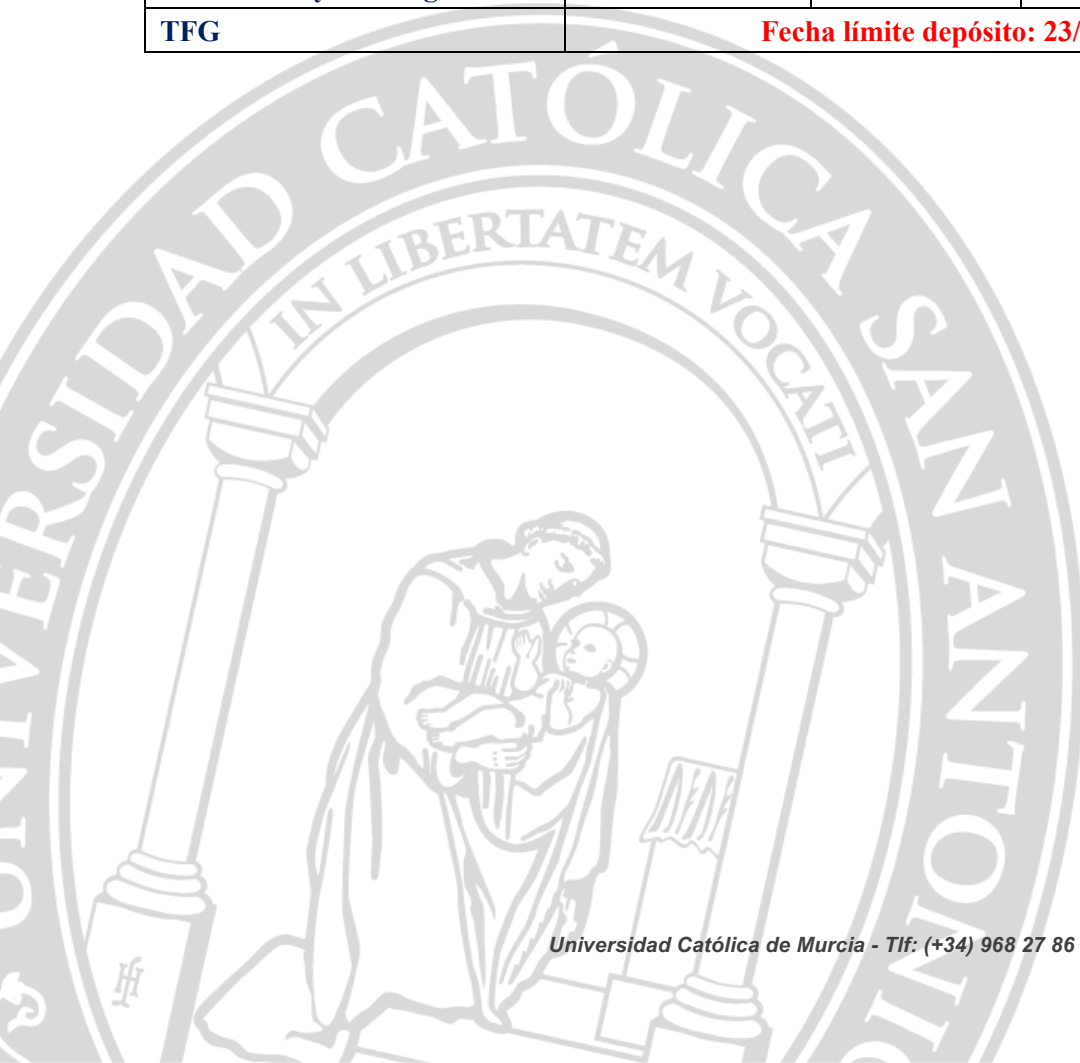 TFG
Fecha límite depósito: 23/
UNIVERSIDAD CATÓLICA SAN ANTONIO
IN LIBERTATEM VOCATI
Universidad Católica de Murcia - Tlf: (+34) 968 27 86